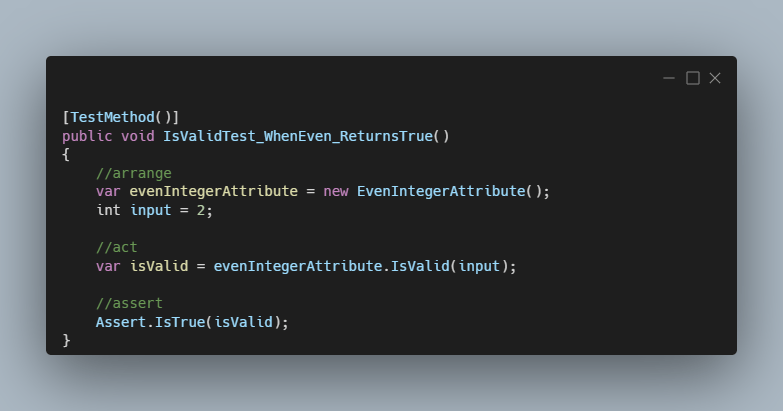 [TestMethod()]
public void IsValidTest_WhenEven_ReturnsTrue()
{
    //arrange
    var evenIntegerAttribute = new EvenIntegerAttribute();
    int input = 2;

    //act
    var isValid = evenIntegerAttribute.IsValid(input);

    //assert
    Assert.IsTrue(isValid);
}